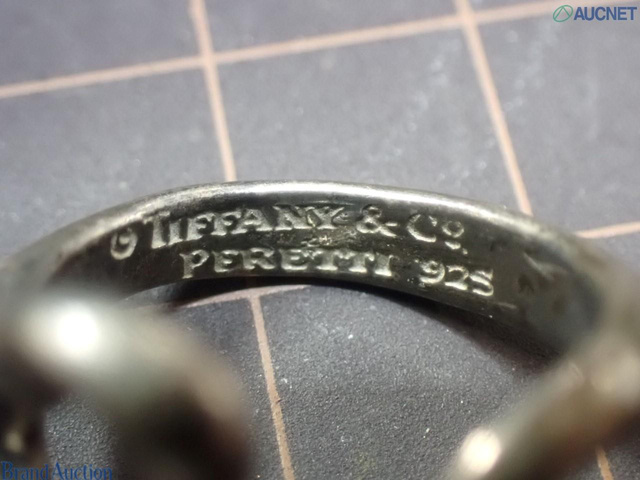 AUCNET
© TIFFANY & Co.
PERETTI 925
Brand Auction